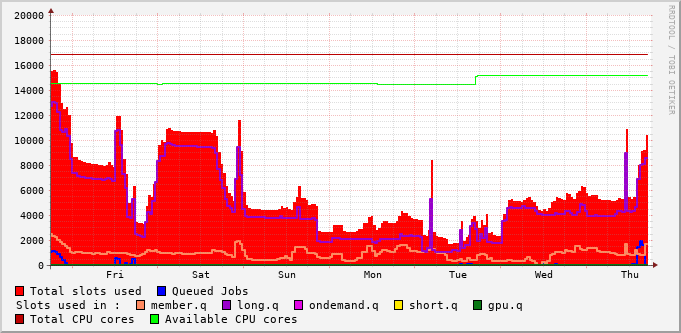 RRDTOOL / TOBI OETIKER
20000
18000
16000
14000
12000
10000
8000
6000
4000
2000
0
Fri Sat Sun Mon Tue Wed Thu
Total slots used Queued Jobs
Slots used in : member.q long.q ondemand.q short.q gpu.q
Total CPU cores Available CPU cores